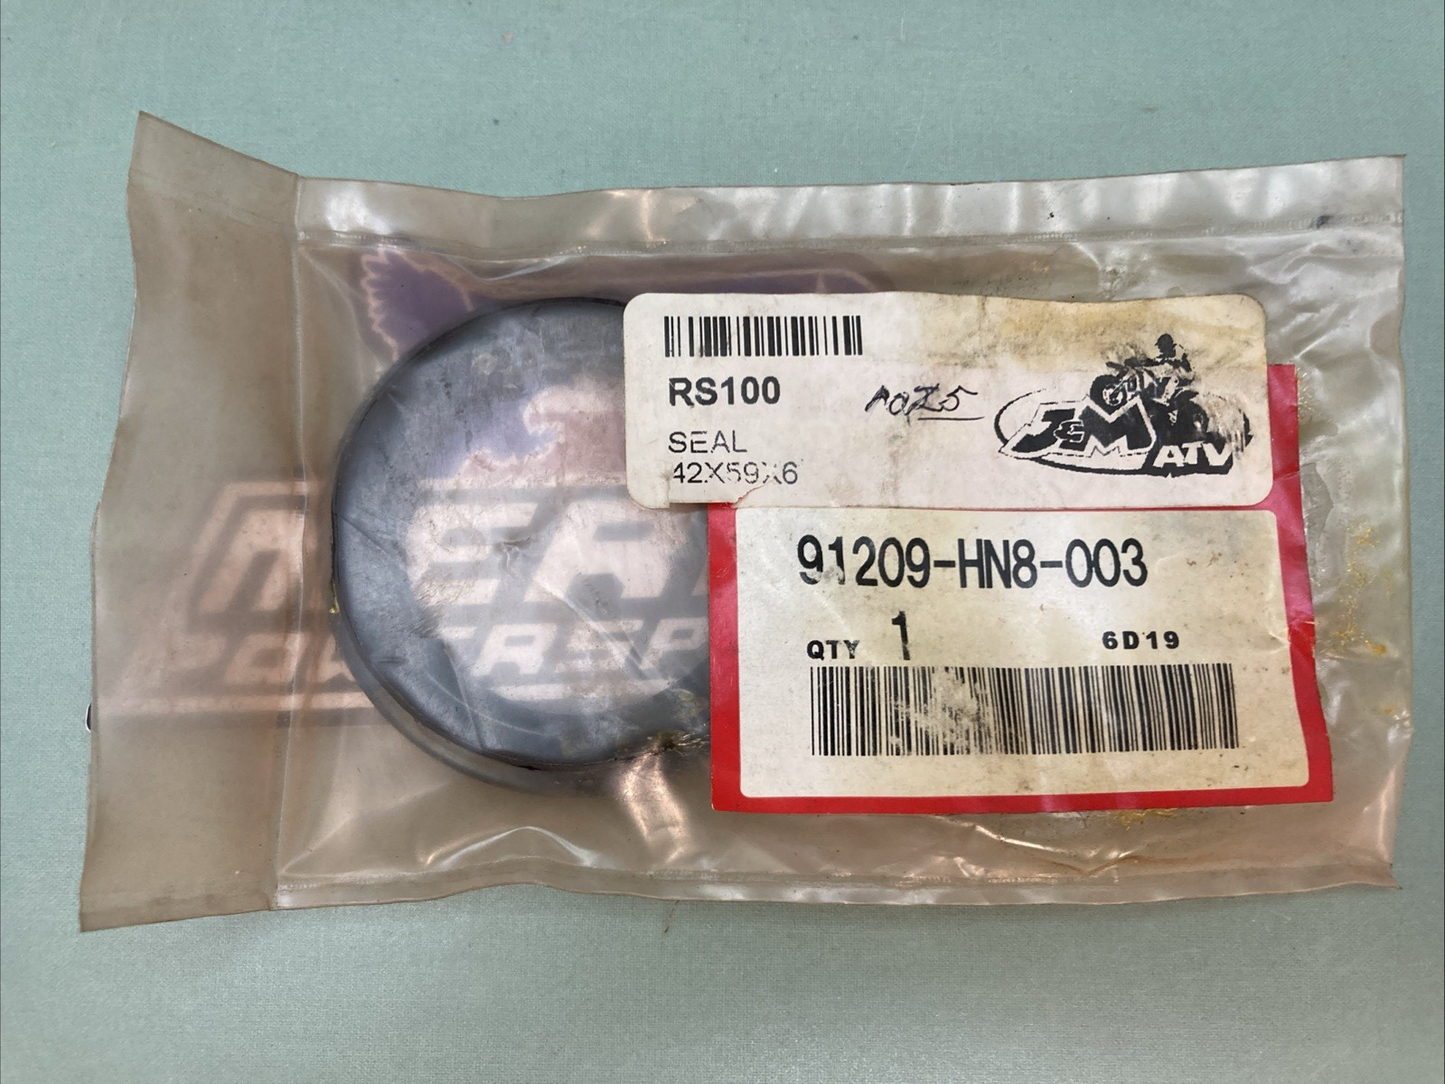 RS100
SEAL
42X59X6
J&M
ATV
91209-HN8-003
QTY 1
6D19